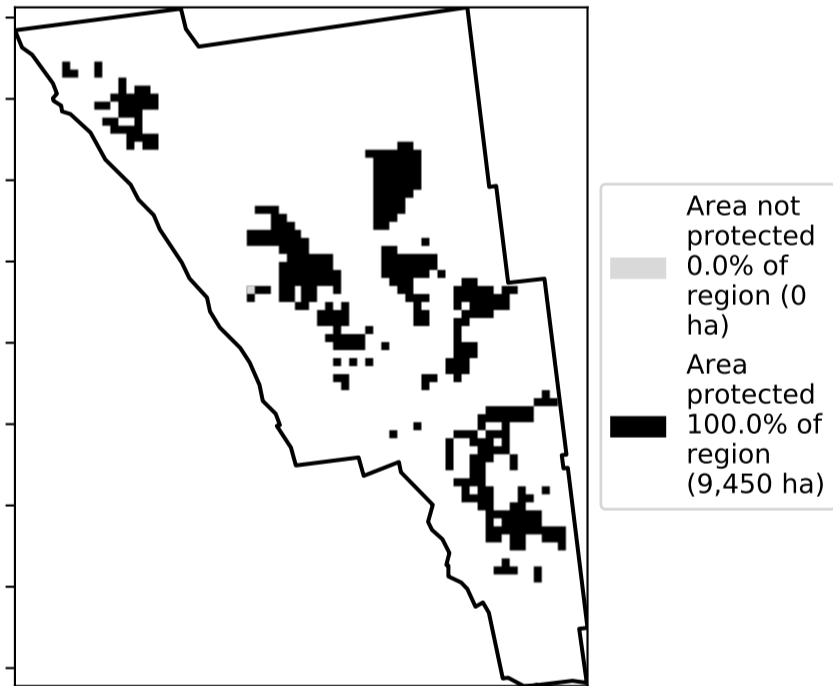 Area not
protected
0.0% of
region (0
ha)
Area
protected
100.0% of
region
(9,450 ha)